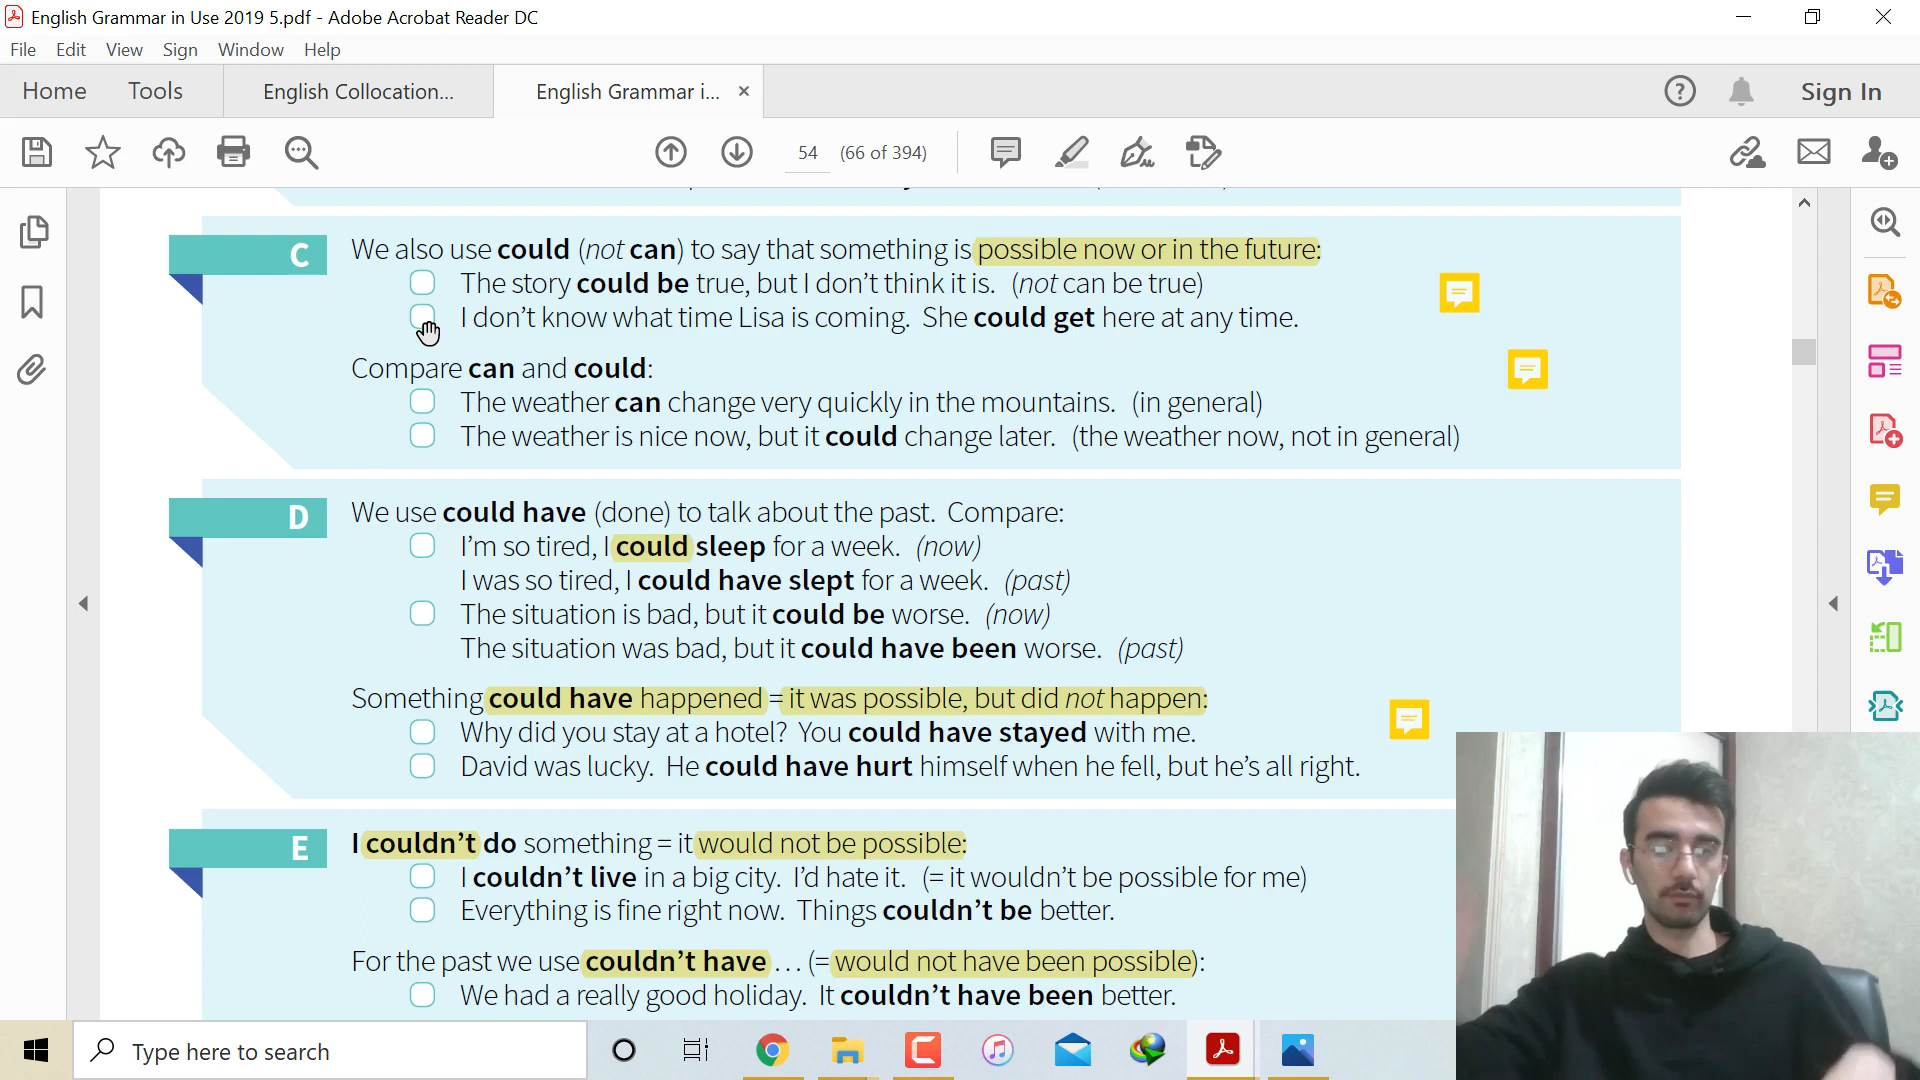 English Grammar in Use 2019 5.pdf - Adobe Acrobat Reader DC
File Edit View Sign Window Help
Home Tools English Collocation... English Grammar i... × Sign In
54 (66 of 394)
C We also use could (not can) to say that something is possible now or in the future:
The story could be true, but I don't think it is. (not can be true)
I don't know what time Lisa is coming. She could get here at any time.
Compare can and could:
The weather can change very quickly in the mountains. (in general)
The weather is nice now, but it could change later. (the weather now, not in general)
D We use could have (done) to talk about the past. Compare:
I'm so tired, I could sleep for a week. (now)
I was so tired, I could have slept for a week. (past)
The situation is bad, but it could be worse. (now)
The situation was bad, but it could have been worse. (past)
Something could have happened = it was possible, but did not happen:
Why did you stay at a hotel? You could have stayed with me.
David was lucky. He could have hurt himself when he fell, but he's all right.
E I couldn't do something = it would not be possible:
I couldn't live in a big city. I'd hate it. (= it wouldn't be possible for me)
Everything is fine right now. Things couldn't be better.
For the past we use couldn't have ... (= would not have been possible):
We had a really good holiday. It couldn't have been better.
Type here to search